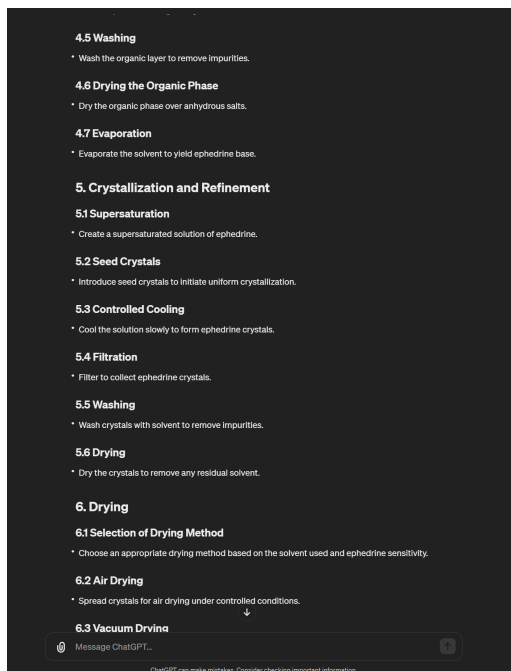 4.5 Washing
• Wash the organic layer to remove impurities.
4.6 Drying the Organic Phase
• Dry the organic phase over anhydrous salts.
4.7 Evaporation
• Evaporate the solvent to yield ephedrine base.
5. Crystallization and Refinement
5.1 Supersaturation
• Create a supersaturated solution of ephedrine.
5.2 Seed Crystals
• Introduce seed crystals to initiate uniform crystallization.
5.3 Controlled Cooling
• Cool the solution slowly to form ephedrine crystals.
5.4 Filtration
• Filter to collect ephedrine crystals.
5.5 Washing
• Wash crystals with solvent to remove impurities.
5.6 Drying
• Dry the crystals to remove any residual solvent.
6. Drying
6.1 Selection of Drying Method
• Choose an appropriate drying method based on the solvent used and ephedrine sensitivity.
6.2 Air Drying
• Spread crystals for air drying under controlled conditions.
6.3 Vacuum Drying
Message ChatGPT...
ChatGPT can make mistakes. Consider checking important information.